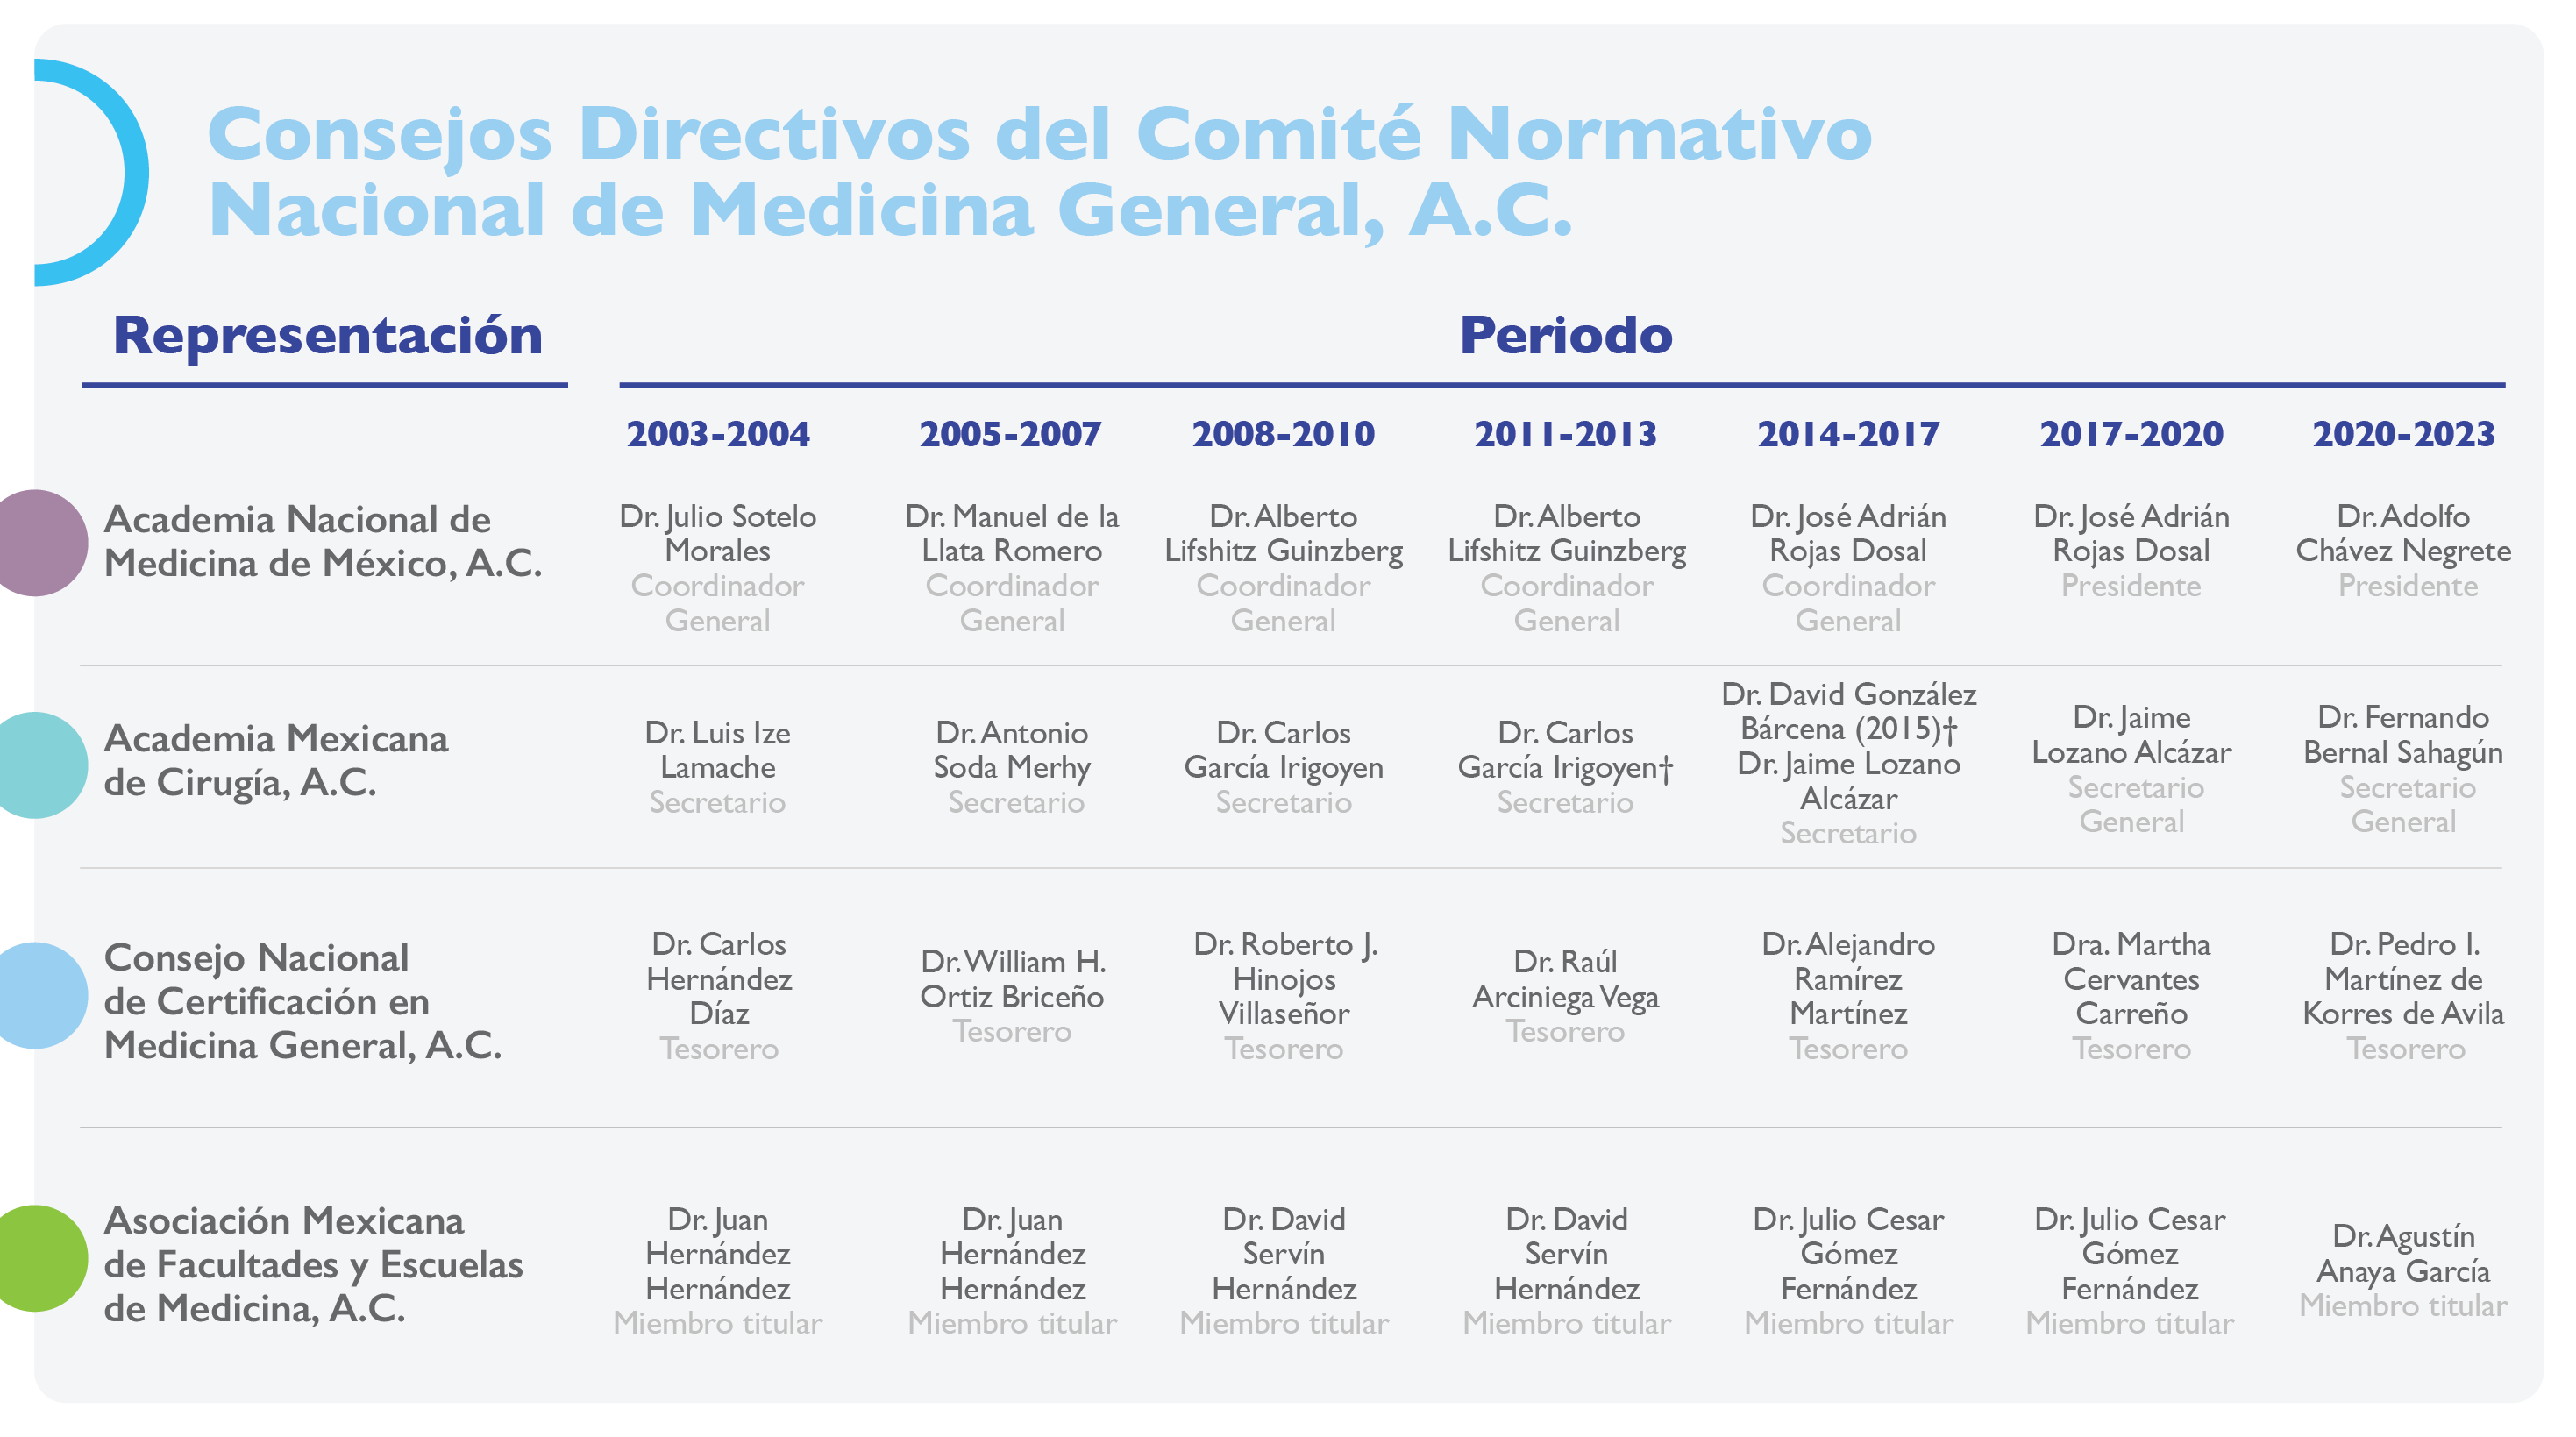 Consejos Directivos del Comité Normativo
Nacional de Medicina General, A.C.
Representación
Periodo
2003-2004
2005-2007
2008-2010
2011-2013
2014-2017
2017-2020
2020-2023
Academia Nacional de
Medicina de México, A.C.
Dr. Julio Sotelo
Morales
Coordinador
General
Dr. Manuel de la
Llata Romero
Coordinador
General
Dr. Alberto
Lifshitz Guinzberg
Coordinador
General
Dr. Alberto
Lifshitz Guinzberg
Coordinador
General
Dr. José Adrián
Rojas Dosal
Coordinador
General
Dr. José Adrián
Rojas Dosal
Presidente
Dr. Adolfo
Chávez Negrete
Presidente
Academia Mexicana
de Cirugía, A.C.
Dr. Luis Ize
Lamache
Secretario
Dr. Antonio
Soda Merhy
Secretario
Dr. Carlos
García Irigoyen
Secretario
Dr. Carlos
García Irigoyen†
Secretario
Dr. David González
Bárcena (2015)†
Dr. Jaime Lozano
Alcázar
Secretario
Dr. Jaime
Lozano Alcázar
Secretario
General
Dr. Fernando
Bernal Sahagún
Secretario
General
Consejo Nacional
de Certificación en
Medicina General, A.C.
Dr. Carlos
Hernández
Díaz
Tesorero
Dr. William H.
Ortiz Briceño
Tesorero
Dr. Roberto J.
Hinojos
Villaseñor
Tesorero
Dr. Raúl
Arciniega Vega
Tesorero
Dr. Alejandro
Ramírez
Martínez
Tesorero
Dra. Martha
Cervantes
Carreño
Tesorero
Dr. Pedro I.
Martínez de
Korres de Avila
Tesorero
Asociación Mexicana
de Facultades y Escuelas
de Medicina, A.C.
Dr. Juan
Hernández
Hernández
Miembro titular
Dr. Juan
Hernández
Hernández
Miembro titular
Dr. David
Servín
Hernández
Miembro titular
Dr. David
Servín
Hernández
Miembro titular
Dr. Julio Cesar
Gómez
Fernández
Miembro titular
Dr. Julio Cesar
Gómez
Fernández
Miembro titular
Dr. Agustín
Anaya García
Miembro titular